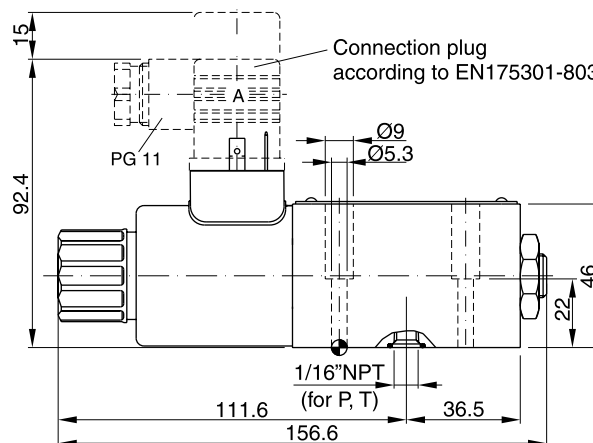 15
Connection plug
according to EN175301-803
A
Ø9
PG 11
Ø5.3
92.4
46
22
1/16"NPT
(for P, T)
111.6
36.5
156.6